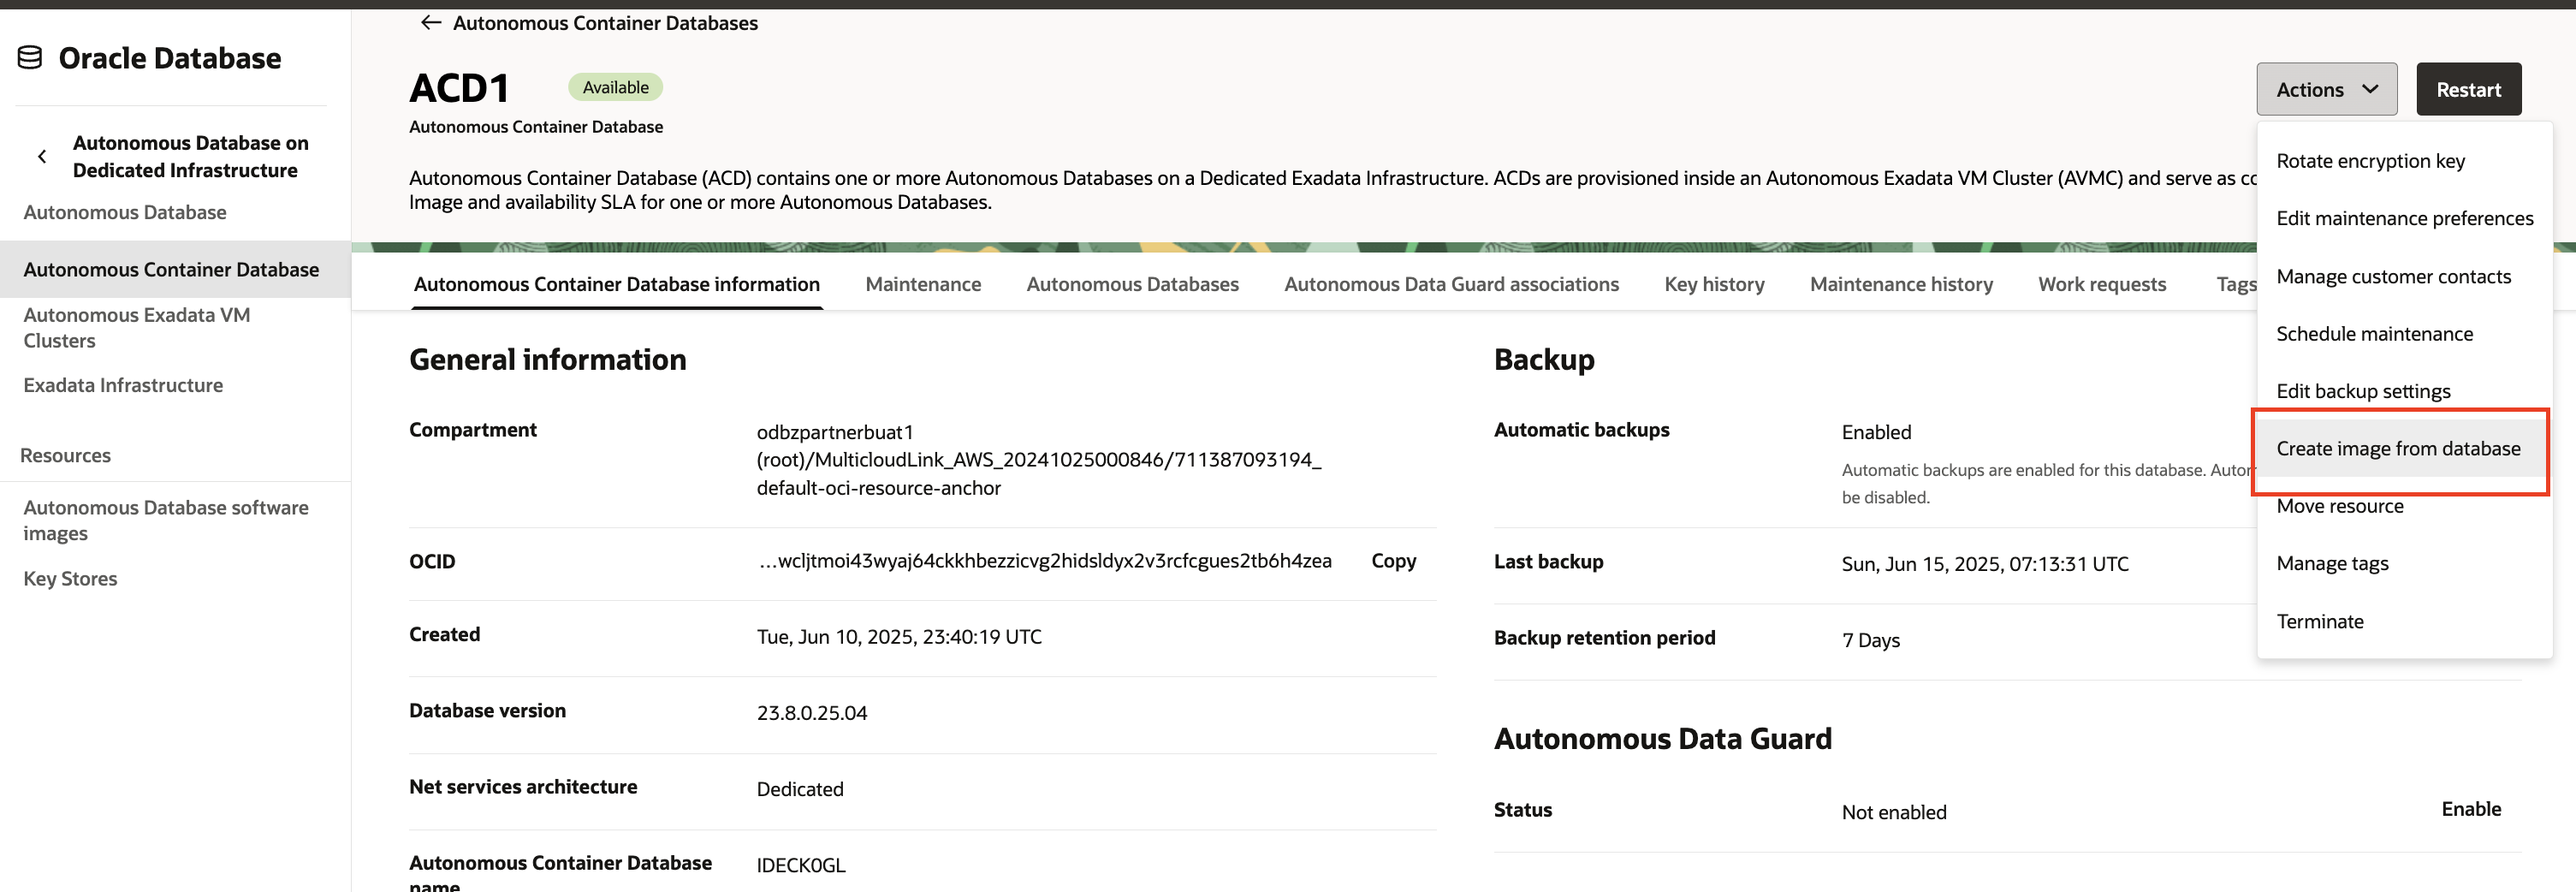 Oracle Database
Autonomous Database on
Dedicated Infrastructure
Autonomous Database
Autonomous Container Database
Autonomous Exadata VM
Clusters
Exadata Infrastructure
Resources
Autonomous Database software
images
Key Stores
Autonomous Container Databases
ACD1
Available
Autonomous Container Database
Autonomous Container Database (ACD) contains one or more Autonomous Databases on a Dedicated Exadata Infrastructure. ACDs are provisioned inside an Autonomous Exadata VM Cluster (AVMC) and serve as co
Image and availability SLA for one or more Autonomous Databases.
Actions
Restart
Rotate encryption key
Edit maintenance preferences
Manage customer contacts
Schedule maintenance
Edit backup settings
Create image from database
Move resource
Manage tags
Terminate
Autonomous Container Database information
Maintenance
Autonomous Databases
Autonomous Data Guard associations
Key history
Maintenance history
Work requests
Tags
General information
Compartment
odbzpartnerbuat1
(root)/MulticloudLink_AWS_20241025000846/711387093194_
default-oci-resource-anchor
OCID
...wcljtmoi43wyaj64ckkhbezzicvg2hidsldyx2v3rcfcgues2tb6h4zea
Copy
Created
Tue, Jun 10, 2025, 23:40:19 UTC
Database version
23.8.0.25.04
Net services architecture
Dedicated
Autonomous Container Database
name
IDECK0GL
Backup
Automatic backups
Enabled
Automatic backups are enabled for this database. Autor
be disabled.
Last backup
Sun, Jun 15, 2025, 07:13:31 UTC
Backup retention period
7 Days
Autonomous Data Guard
Status
Not enabled
Enable